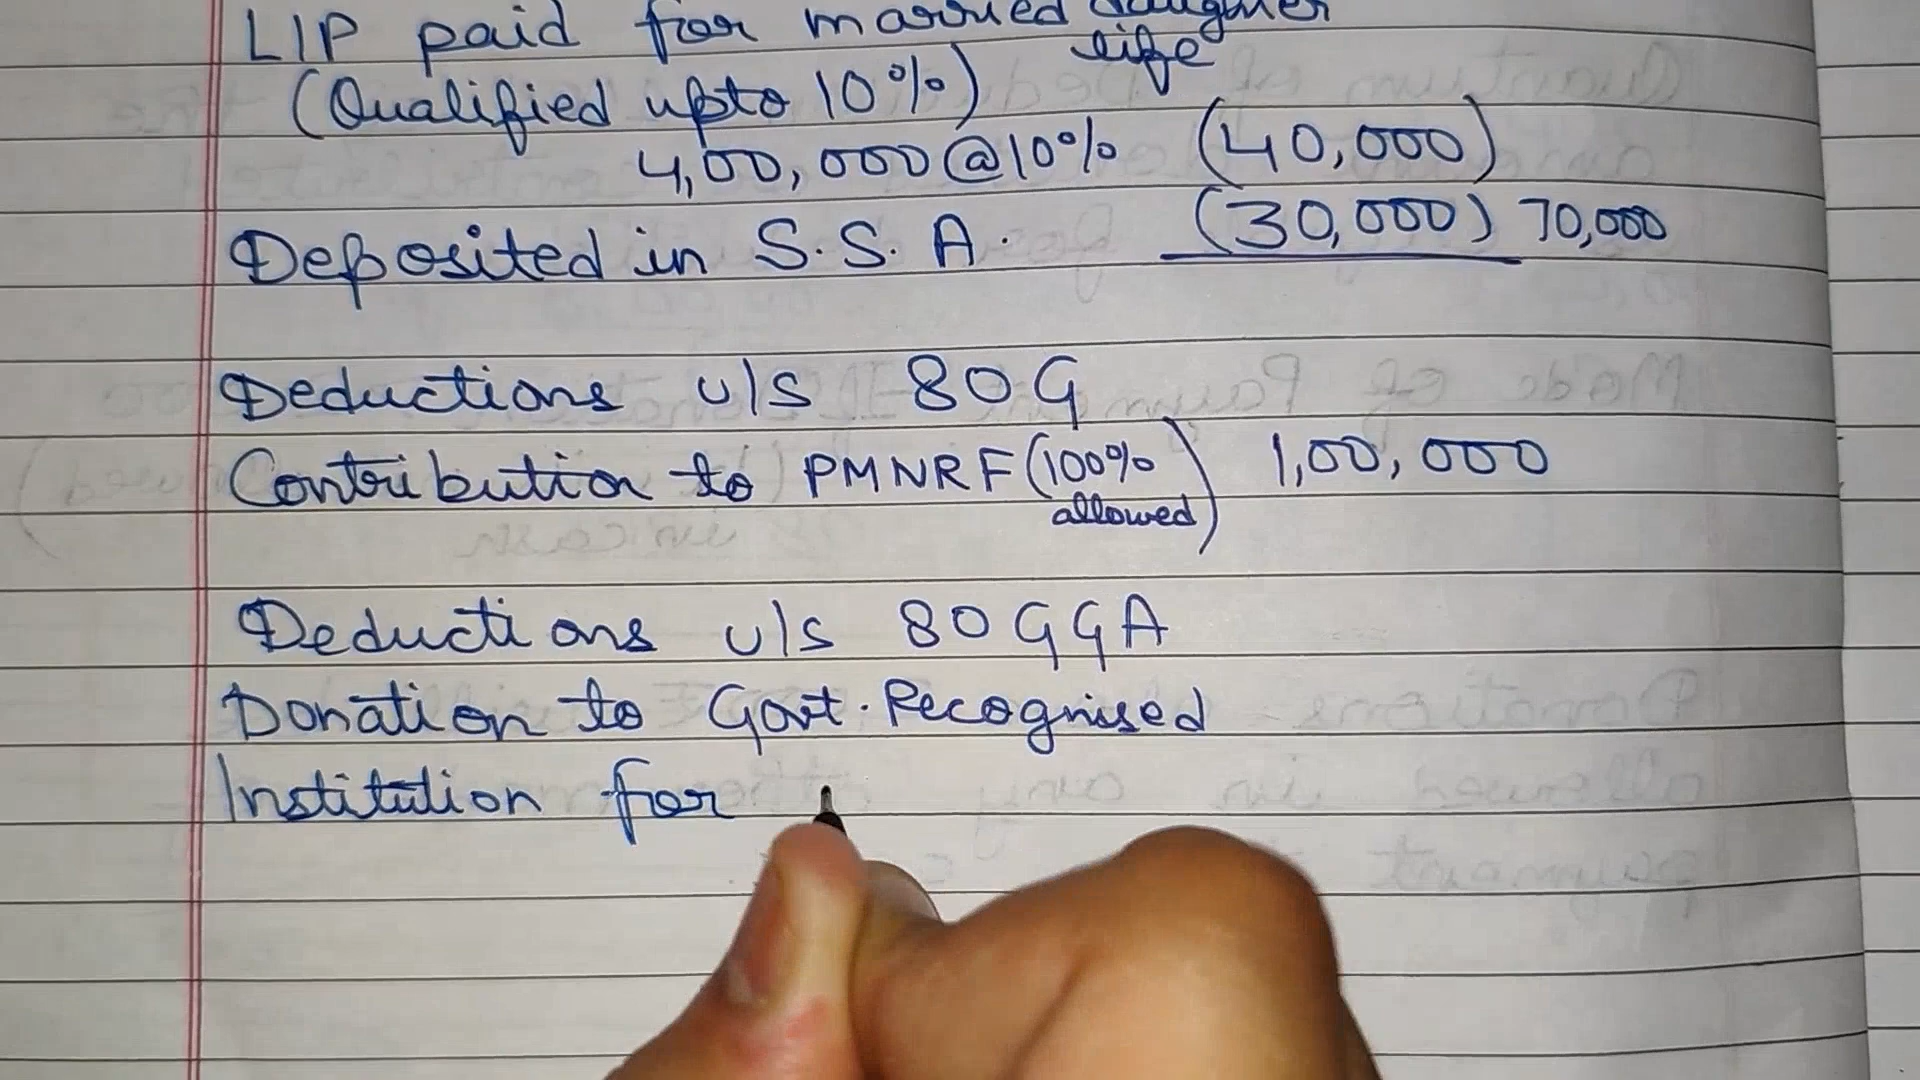 LIP paid for married daughter
life
(Qualified upto 10%)
4,00,000@10% (40,000)
Deposited in S.S.A. (30,000) 70,000
Deductions u/s 80G
Contribution to PMNRF (100% allowed) 1,00,000
Deductions u/s 80GGA
Donation to Govt. Recognised
Institution for